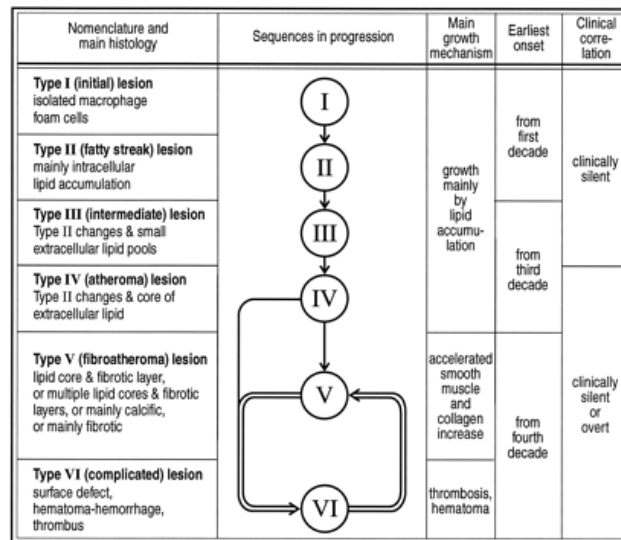 Nomenclature and
main histology
Sequences in progression
Main
growth
mechanism
Earliest
onset
Clinical
corre-
lation
Type I (initial) lesion
isolated macrophage
foam cells
Type II (fatty streak) lesion
mainly intracellular
lipid accumulation
Type III (intermediate) lesion
Type II changes & small
extracellular lipid pools
Type IV (atheroma) lesion
Type II changes & core of
extracellular lipid
Type V (fibroatheroma) lesion
lipid core & fibrotic layer,
or multiple lipid cores & fibrotic
layers, or mainly calcific,
or mainly fibrotic
Type VI (complicated) lesion
surface defect,
hematoma-hemorrhage,
thrombus
I
II
III
IV
V
VI
growth
mainly
by
lipid
accumu-
lation
accelerated
smooth
muscle
and
collagen
increase
thrombosis,
hematoma
from
first
decade
from
third
decade
from
fourth
decade
clinically
silent
clinically
silent
or
overt